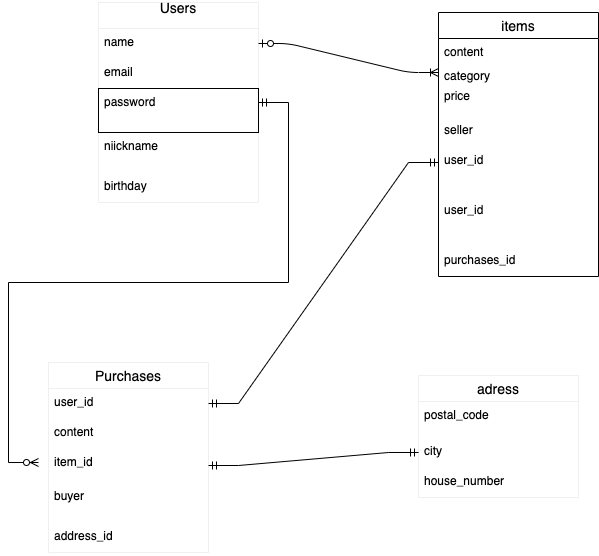 Users
name
email
password
niickname
birthday
items
content
category
price
seller
user_id
user_id
purchases_id
Purchases
user_id
content
item_id
buyer
address_id
adress
postal_code
city
house_number